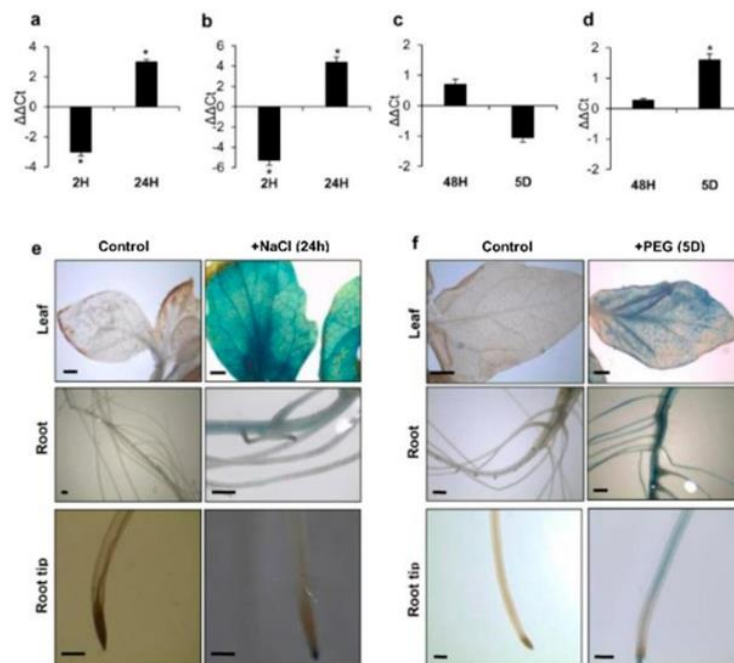 a b c d
ΔΔCt
4
2
0
-2
-4
*
*
2H 24H
ΔΔCt
6
4
2
0
-2
-4
-6
*
*
2H 24H
ΔΔCt
2
1
0
-1
-2
48H 5D
ΔΔCt
2
1
0
-1
-2
*
48H 5D
e f
Control +NaCl (24h) Control +PEG (5D)
Leaf Leaf
Root Root
Root tip Root tip